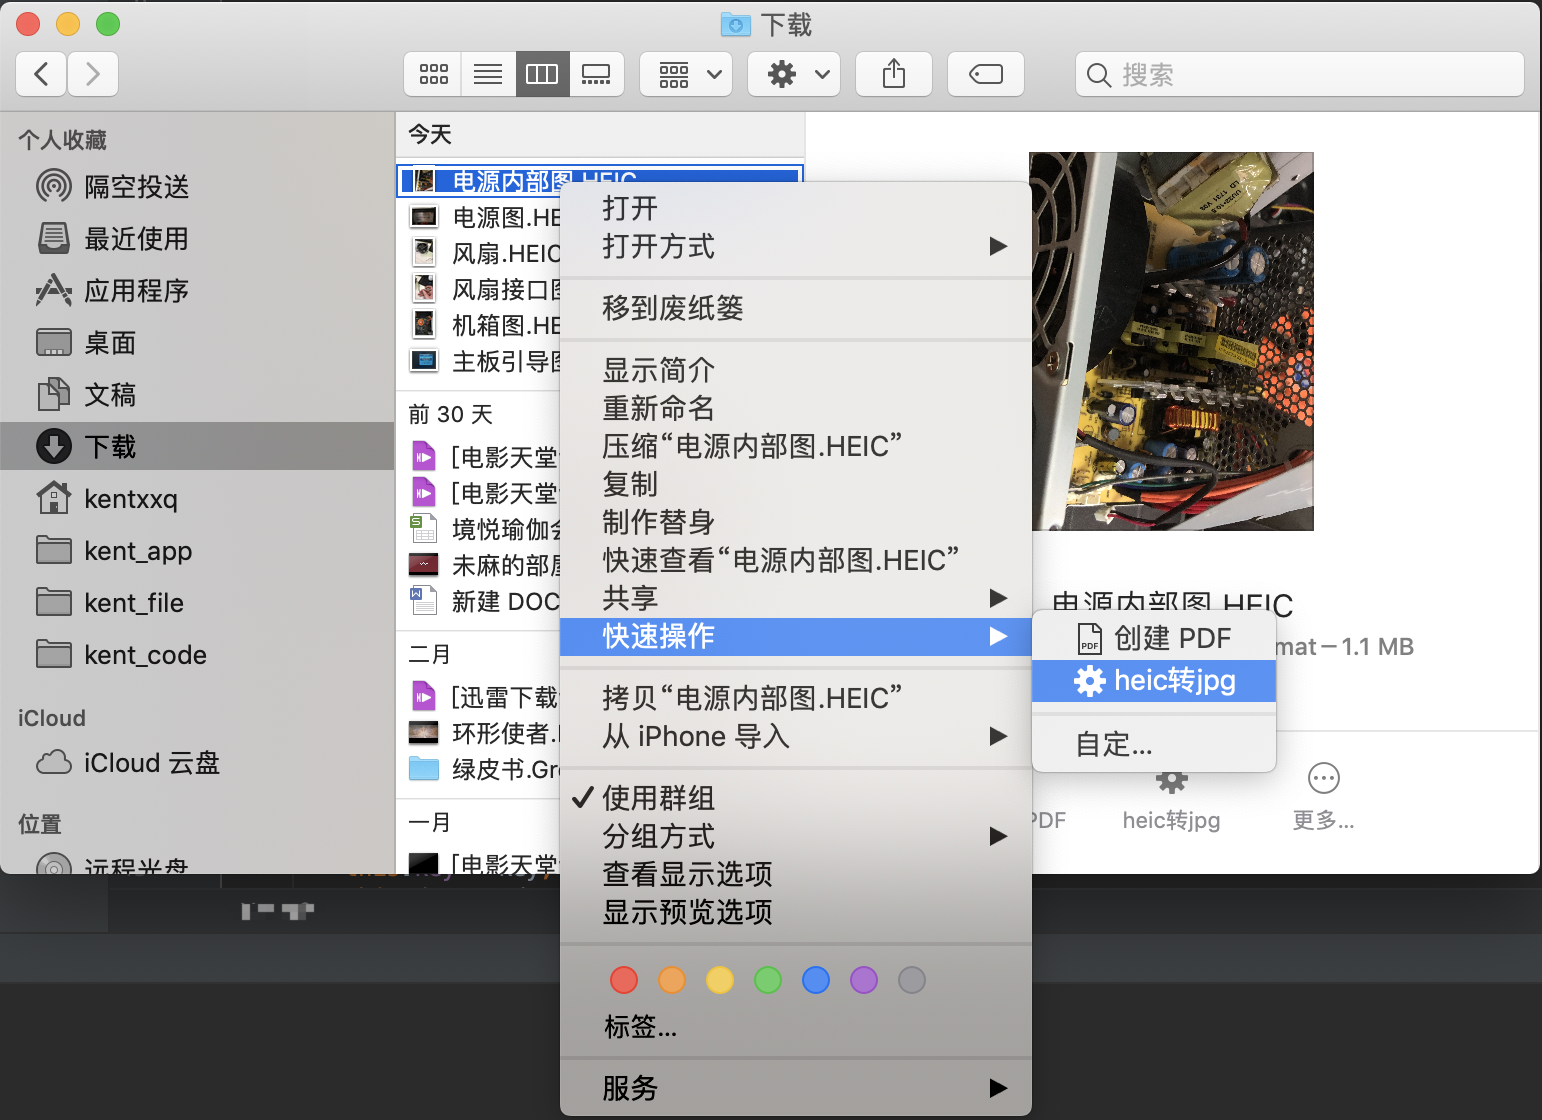 下载
搜索
个人收藏
隔空投送
最近使用
应用程序
桌面
文稿
下载
kentxxq
kent_app
kent_file
kent_code
iCloud
iCloud 云盘
位置
远程光盘
今天
电源内部图.HEIC
电源图.HE
风扇.HEIC
风扇接口图
机箱图.HE
主板引导图
前 30 天
[电影天堂
[电影天堂
境悦瑜伽会
未麻的部屋
新建 DOC
二月
[迅雷下载
环形使者.
绿皮书.Gr
一月
[电影天堂
打开
打开方式
移到废纸篓
显示简介
重新命名
压缩“电源内部图.HEIC”
复制
制作替身
快速查看“电源内部图.HEIC”
共享
快速操作
拷贝“电源内部图.HEIC”
从 iPhone 导入
使用群组
分组方式
查看显示选项
显示预览选项
标签...
服务
创建 PDF
heic转jpg
自定...
电源内部图.HEIC
mat — 1.1 MB
PDF
heic转jpg
更多...